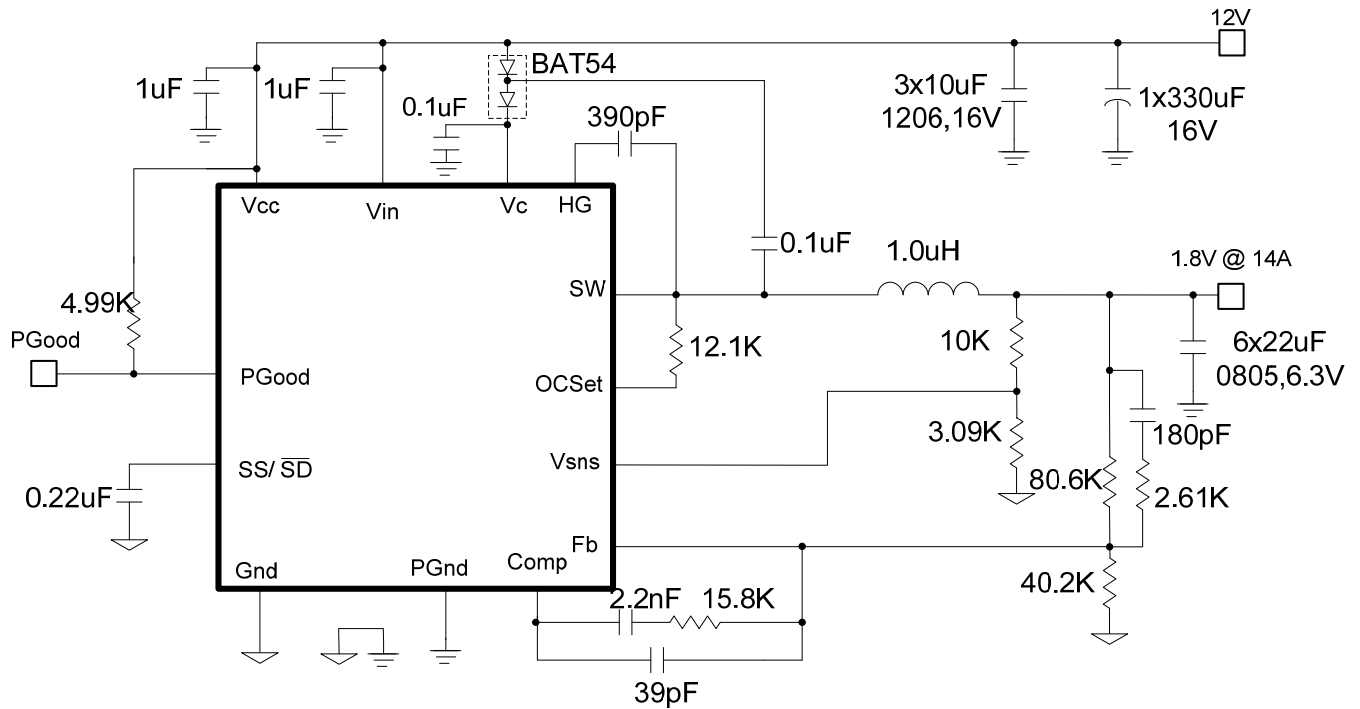 12V
BAT54
1uF
1uF
0.1uF
390pF
3x10uF
1206,16V
1x330uF
16V
Vcc
Vin
Vc
HG
0.1uF
1.0uH
1.8V @ 14A
SW
4.99K
PGood
12.1K
10K
6x22uF
0805,6.3V
PGood
OCSet
3.09K
180pF
Vsns
SS/ SD
80.6K
2.61K
0.22uF
Fb
Comp
PGnd
Gnd
40.2K
2.2nF
15.8K
39pF